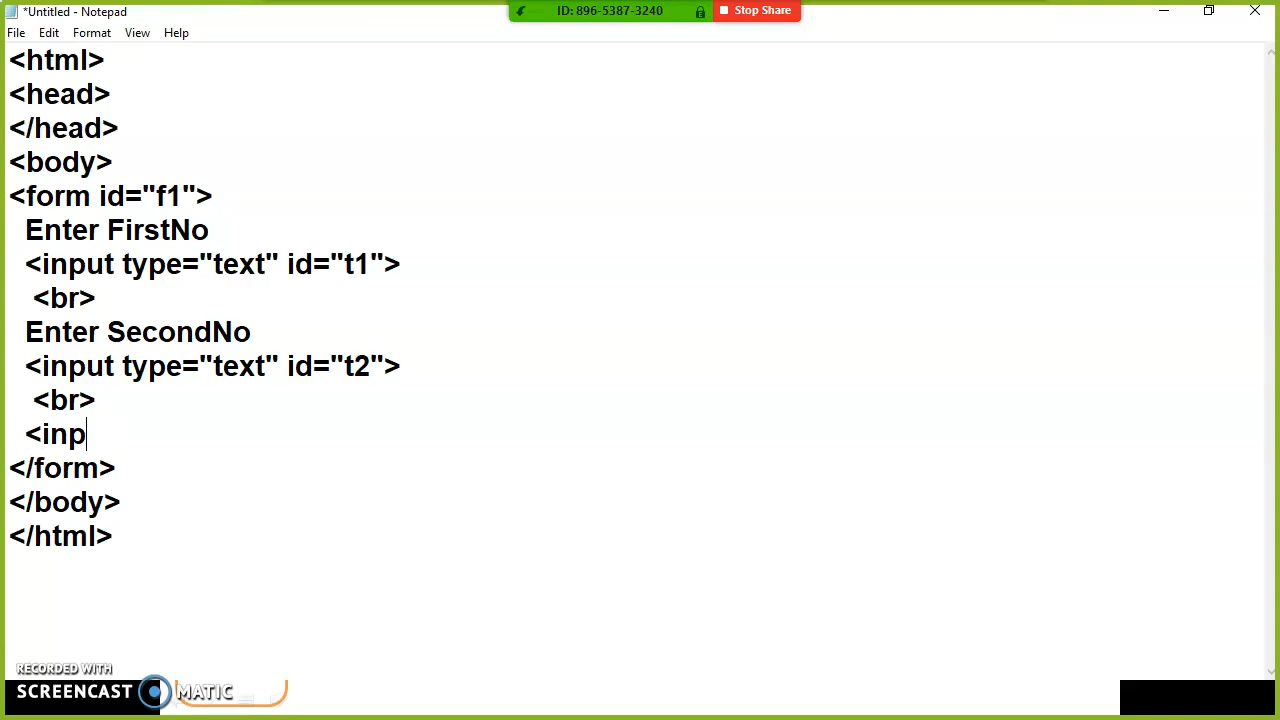 *Untitled - Notepad
ID: 896-5387-3240
Stop Share
File Edit Format View Help
<html>
<head>
</head>
<body>
<form id="f1">
Enter FirstNo
<input type="text" id="t1">
<br>
Enter SecondNo
<input type="text" id="t2">
<br>
<inp
</form>
</body>
</html>
RECORDED WITH
SCREENCAST MATIC